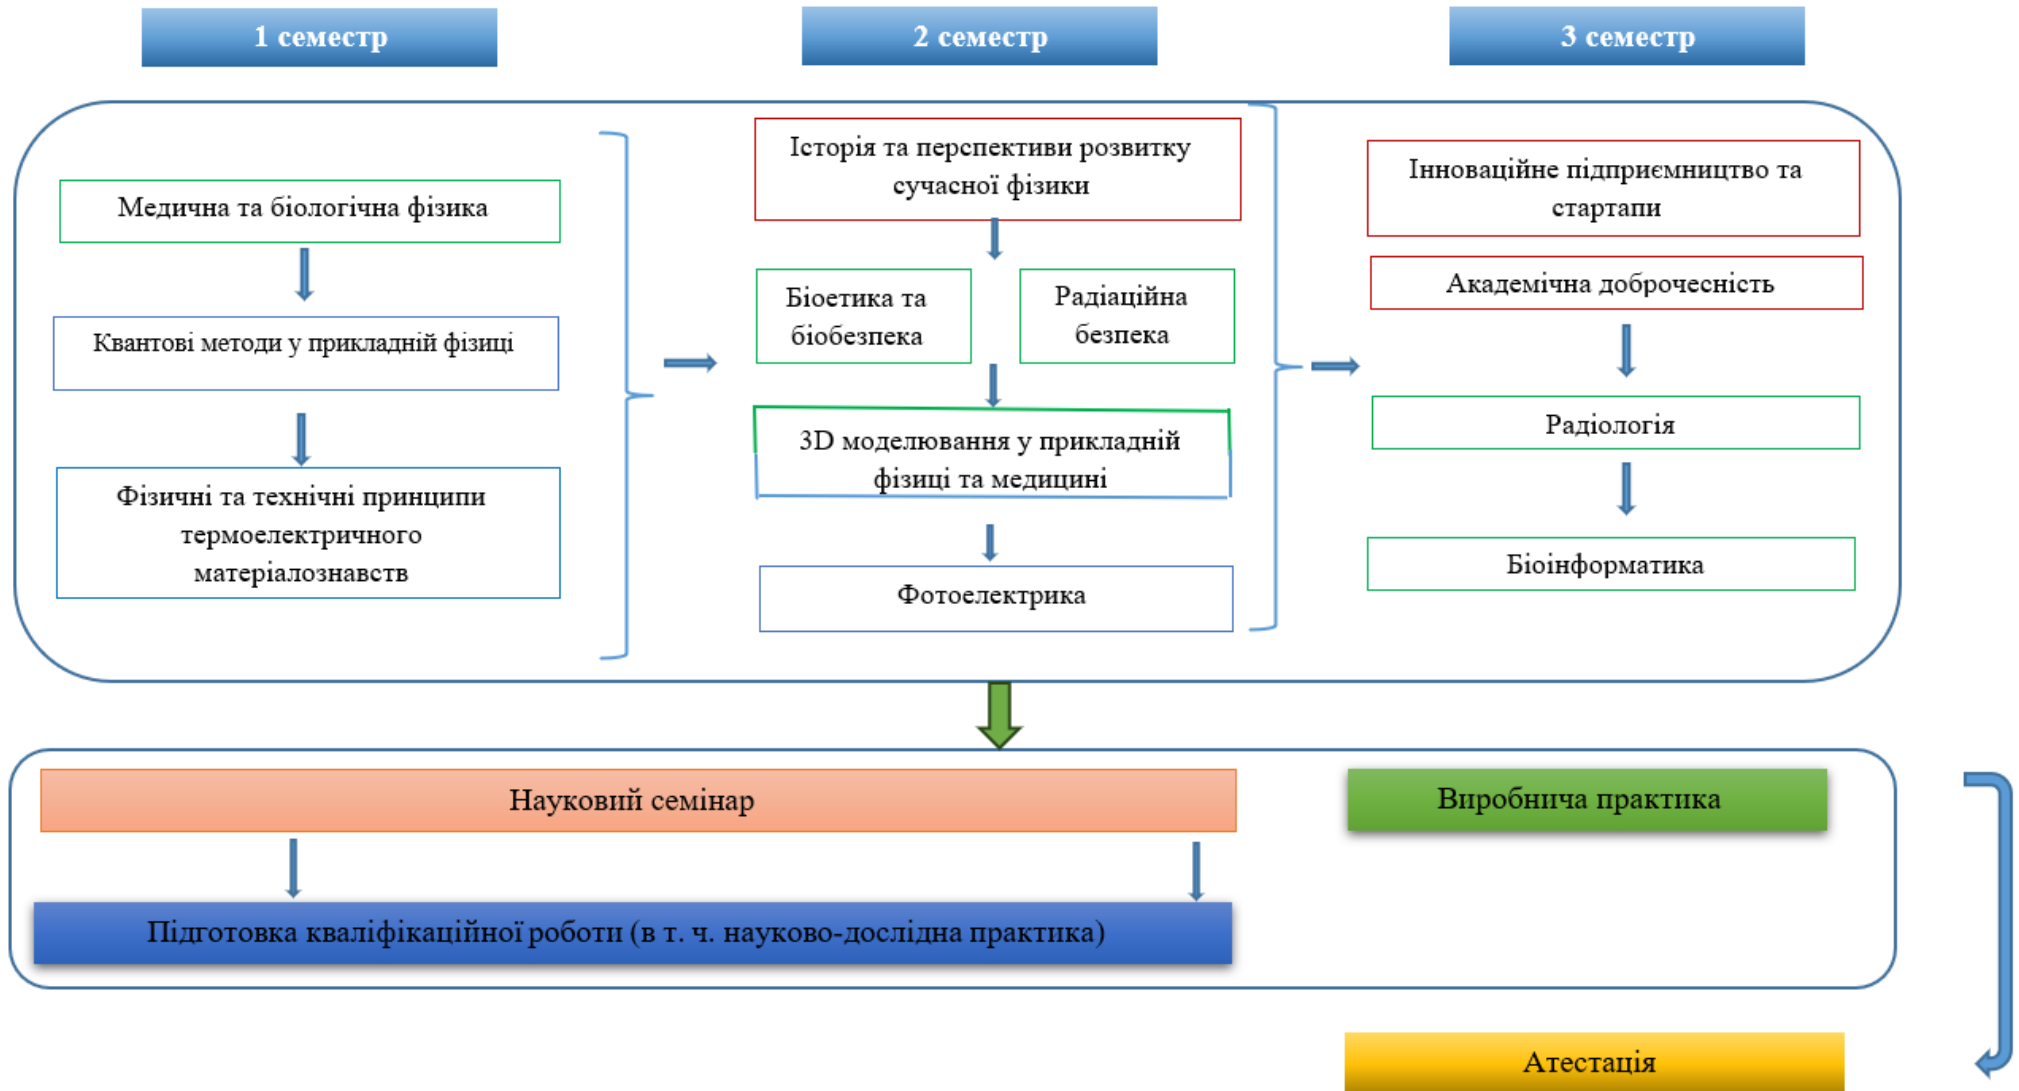 1 семестр
2 семестр
3 семестр
Медична та біологічна фізика
Квантові методи у прикладній фізиці
Фізичні та технічні принципи
термоелектричного
матеріалознавств
Історія та перспективи розвитку
сучасної фізики
Біоетика та
біобезпека
Радіаційна
безпека
3D моделювання у прикладній
фізиці та медицині
Фотоелектрика
Інноваційне підприємництво та
стартапи
Академічна доброчесність
Радіологія
Біоінформатика
Науковий семінар
Виробнича практика
Підготовка кваліфікаційної роботи (в т. ч. науково-дослідна практика)
Атестація